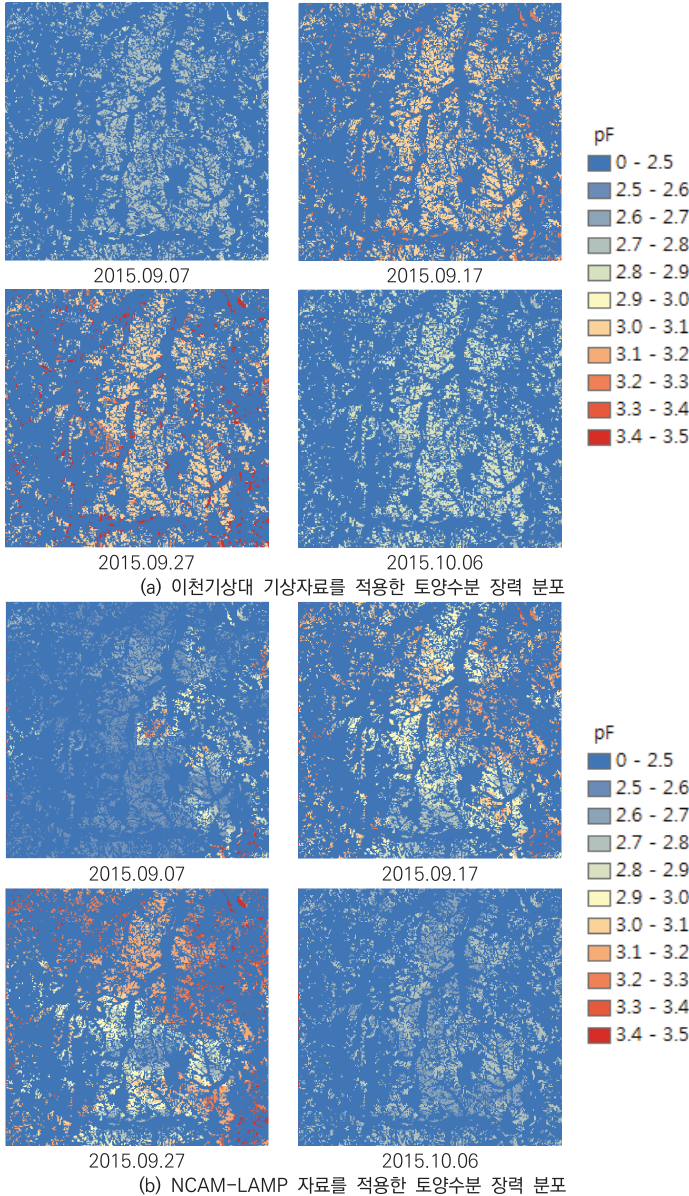 2015.09.07
2015.09.17
pF
0 - 2.5
2.5 - 2.6
2.6 - 2.7
2.7 - 2.8
2.8 - 2.9
2.9 - 3.0
3.0 - 3.1
3.1 - 3.2
3.2 - 3.3
3.3 - 3.4
3.4 - 3.5
2015.09.27
2015.10.06
(a) 이천기상대 기상자료를 적용한 토양수분 장력 분포
2015.09.07
2015.09.17
pF
0 - 2.5
2.5 - 2.6
2.6 - 2.7
2.7 - 2.8
2.8 - 2.9
2.9 - 3.0
3.0 - 3.1
3.1 - 3.2
3.2 - 3.3
3.3 - 3.4
3.4 - 3.5
2015.09.27
2015.10.06
(b) NCAM-LAMP 자료를 적용한 토양수분 장력 분포